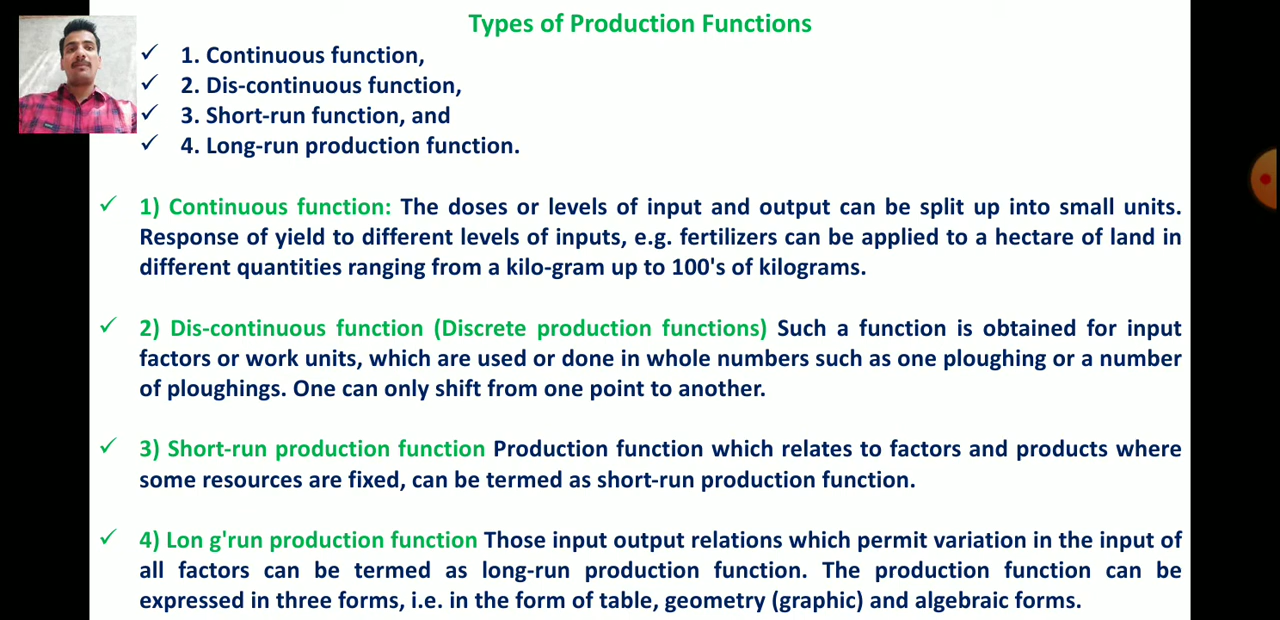 Types of Production Functions
✓ 1. Continuous function,
✓ 2. Dis-continuous function,
✓ 3. Short-run function, and
✓ 4. Long-run production function.
✓ 1) Continuous function: The doses or levels of input and output can be split up into small units.
Response of yield to different levels of inputs, e.g. fertilizers can be applied to a hectare of land in
different quantities ranging from a kilo-gram up to 100's of kilograms.
✓ 2) Dis-continuous function (Discrete production functions) Such a function is obtained for input
factors or work units, which are used or done in whole numbers such as one ploughing or a number
of ploughings. One can only shift from one point to another.
✓ 3) Short-run production function Production function which relates to factors and products where
some resources are fixed, can be termed as short-run production function.
✓ 4) Lon g'run production function Those input output relations which permit variation in the input of
all factors can be termed as long-run production function. The production function can be
expressed in three forms, i.e. in the form of table, geometry (graphic) and algebraic forms.